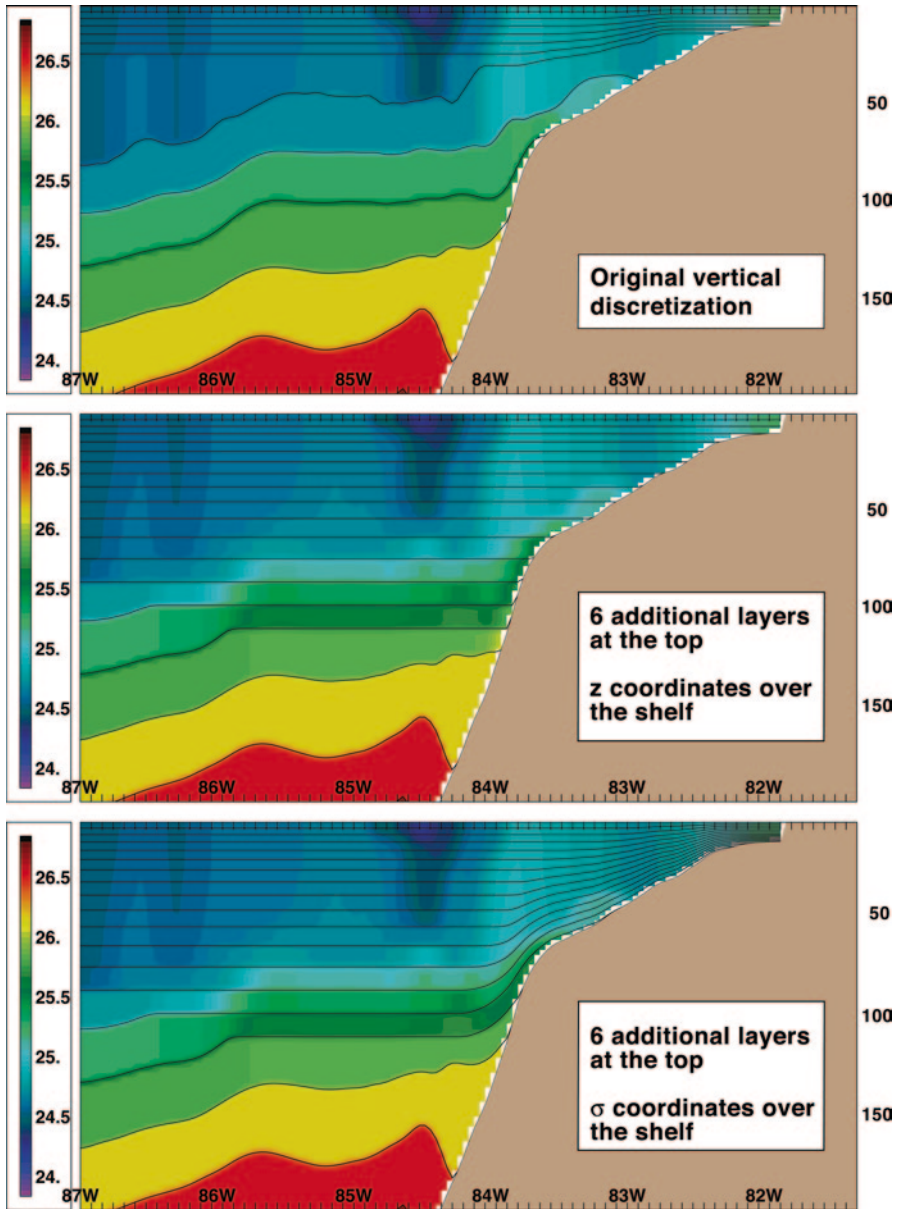 26.5
26.
25.5
25.
24.5
24.
50
100
150
Original vertical
discretization
87W 86W 85W 84W 83W 82W
26.5
26.
25.5
25.
24.5
24.
50
100
150
6 additional layers
at the top
z coordinates over
the shelf
87W 86W 85W 84W 83W 82W
26.5
26.
25.5
25.
24.5
24.
50
100
150
6 additional layers
at the top
σ coordinates over
the shelf
87W 86W 85W 84W 83W 82W